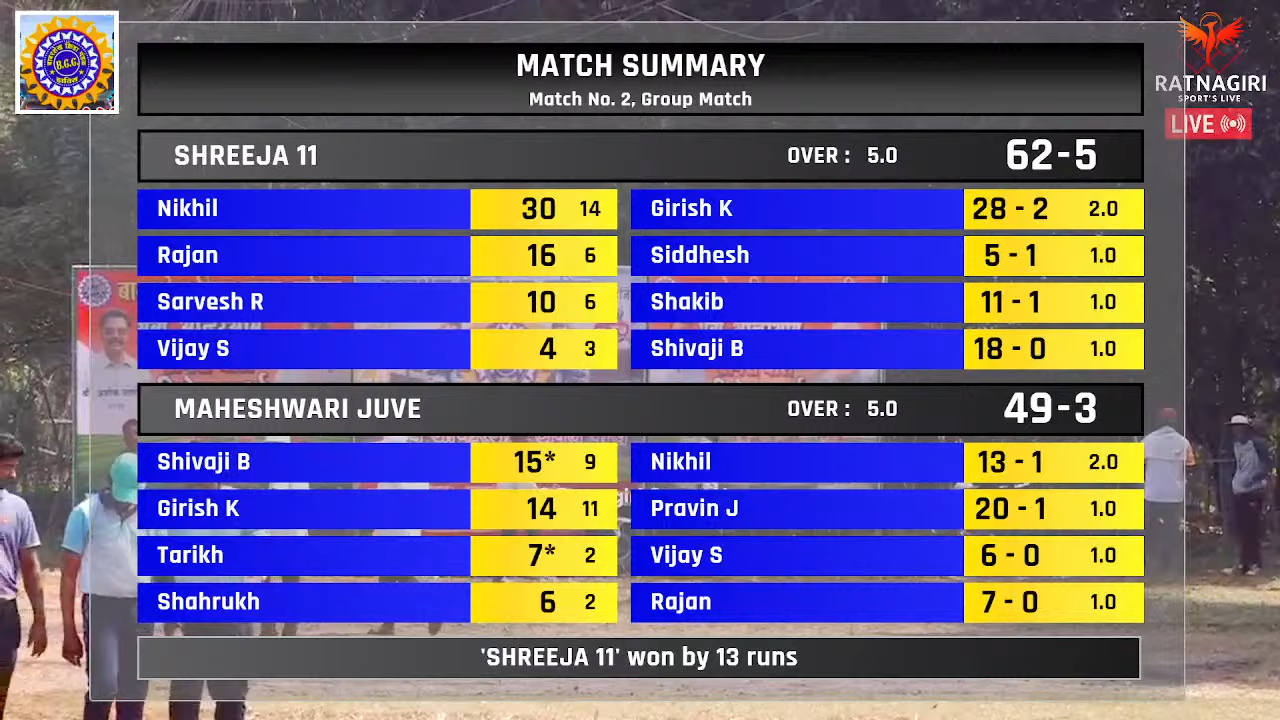 B.G.G.
RATNAGIRI
SPORT'S LIVE
LIVE
MATCH SUMMARY
Match No. 2, Group Match
SHREEJA 11 OVER : 5.0 62-5
Nikhil 30 14 Girish K 28 - 2 2.0
Rajan 16 6 Siddhesh 5 - 1 1.0
Sarvesh R 10 6 Shakib 11 - 1 1.0
Vijay S 4 3 Shivaji B 18 - 0 1.0
MAHESHWARI JUVE OVER : 5.0 49-3
Shivaji B 15* 9 Nikhil 13 - 1 2.0
Girish K 14 11 Pravin J 20 - 1 1.0
Tarikh 7* 2 Vijay S 6 - 0 1.0
Shahrukh 6 2 Rajan 7 - 0 1.0
'SHREEJA 11' won by 13 runs